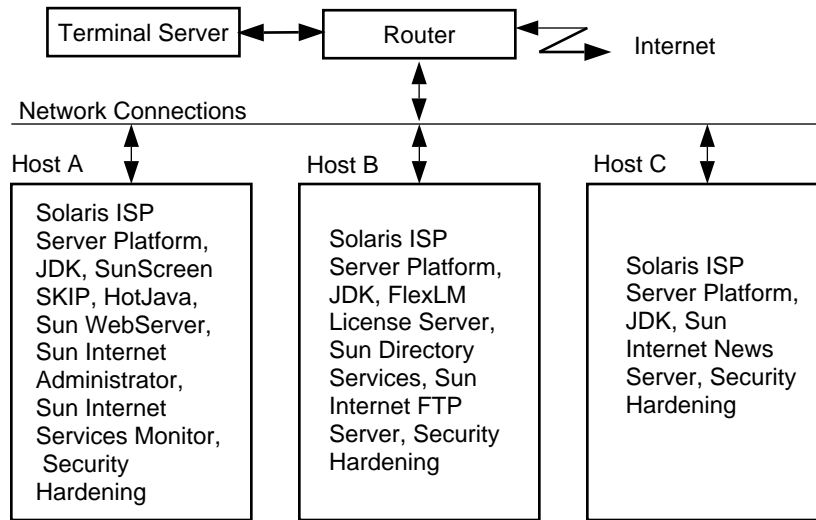 Terminal Server
Router
Internet
Network Connections
Host A
Host B
Host C
Solaris ISP
Server Platform,
JDK, SunScreen
SKIP, HotJava,
Sun WebServer,
Sun Internet
Administrator,
Sun Internet
Services Monitor,
Security
Hardening
Solaris ISP
Server Platform,
JDK, FlexLM
License Server,
Sun Directory
Services, Sun
Internet FTP
Server, Security
Hardening
Solaris ISP
Server Platform,
JDK, Sun
Internet News
Server, Security
Hardening